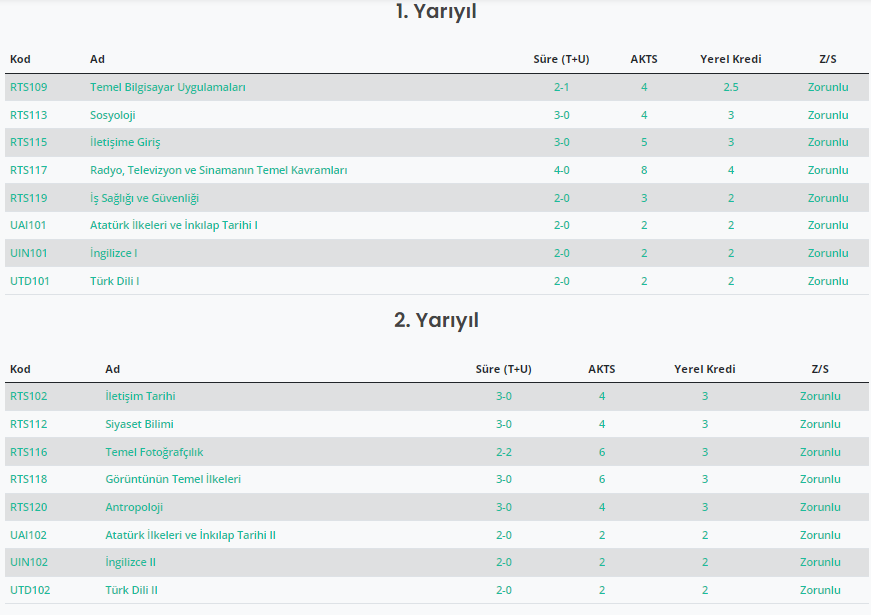 1. Yarıyıl
Kod Ad Süre (T+U) AKTS Yerel Kredi Z/S
RTS109 Temel Bilgisayar Uygulamaları 2-1 4 2.5 Zorunlu
RTS113 Sosyoloji 3-0 4 3 Zorunlu
RTS115 İletişime Giriş 3-0 5 3 Zorunlu
RTS117 Radyo, Televizyon ve Sinamanın Temel Kavramları 4-0 8 4 Zorunlu
RTS119 İş Sağlığı ve Güvenliği 2-0 3 2 Zorunlu
UAI101 Atatürk İlkeleri ve İnkılap Tarihi I 2-0 2 2 Zorunlu
UIN101 İngilizce I 2-0 2 2 Zorunlu
UTD101 Türk Dili I 2-0 2 2 Zorunlu
2. Yarıyıl
Kod Ad Süre (T+U) AKTS Yerel Kredi Z/S
RTS102 İletişim Tarihi 3-0 4 3 Zorunlu
RTS112 Siyaset Bilimi 3-0 4 3 Zorunlu
RTS116 Temel Fotoğrafçılık 2-2 6 3 Zorunlu
RTS118 Görüntünün Temel İlkeleri 3-0 6 3 Zorunlu
RTS120 Antropoloji 3-0 4 3 Zorunlu
UAI102 Atatürk İlkeleri ve İnkılap Tarihi II 2-0 2 2 Zorunlu
UIN102 İngilizce II 2-0 2 2 Zorunlu
UTD102 Türk Dili II 2-0 2 2 Zorunlu